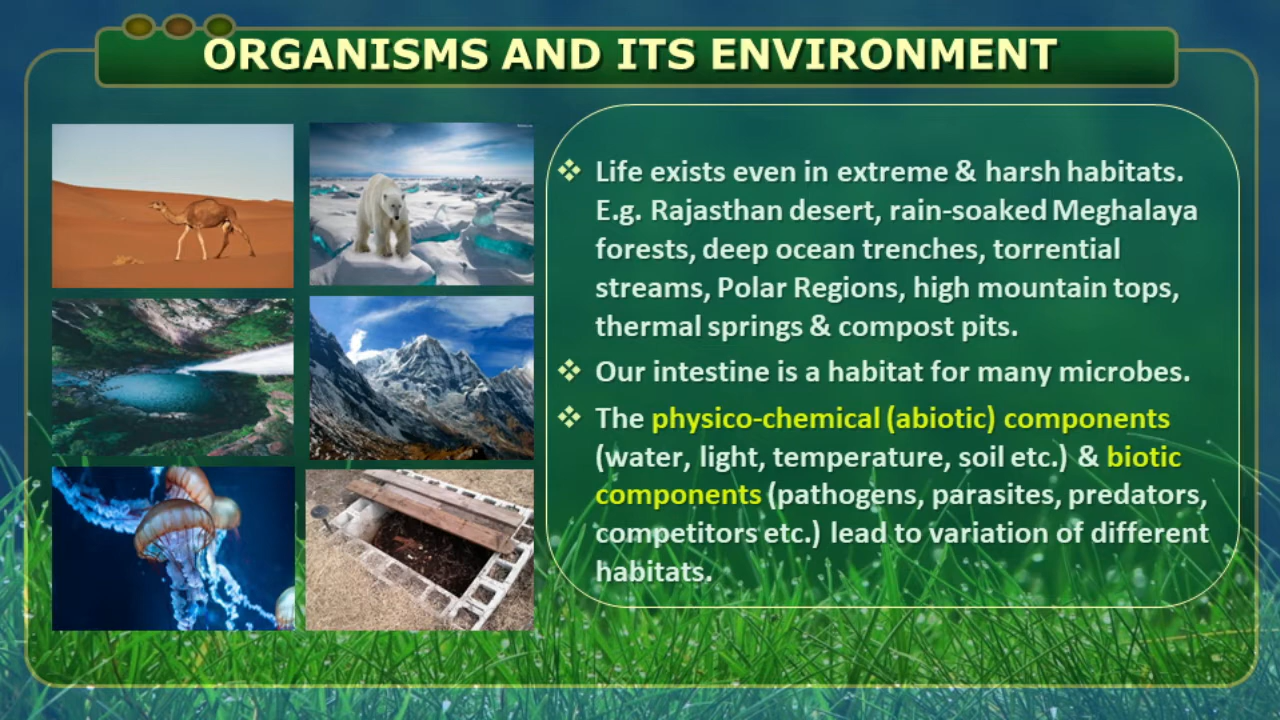 ORGANISMS AND ITS ENVIRONMENT
❖ Life exists even in extreme & harsh habitats.
E.g. Rajasthan desert, rain-soaked Meghalaya
forests, deep ocean trenches, torrential
streams, Polar Regions, high mountain tops,
thermal springs & compost pits.
❖ Our intestine is a habitat for many microbes.
❖ The physico-chemical (abiotic) components
(water, light, temperature, soil etc.) & biotic
components (pathogens, parasites, predators,
competitors etc.) lead to variation of different
habitats.